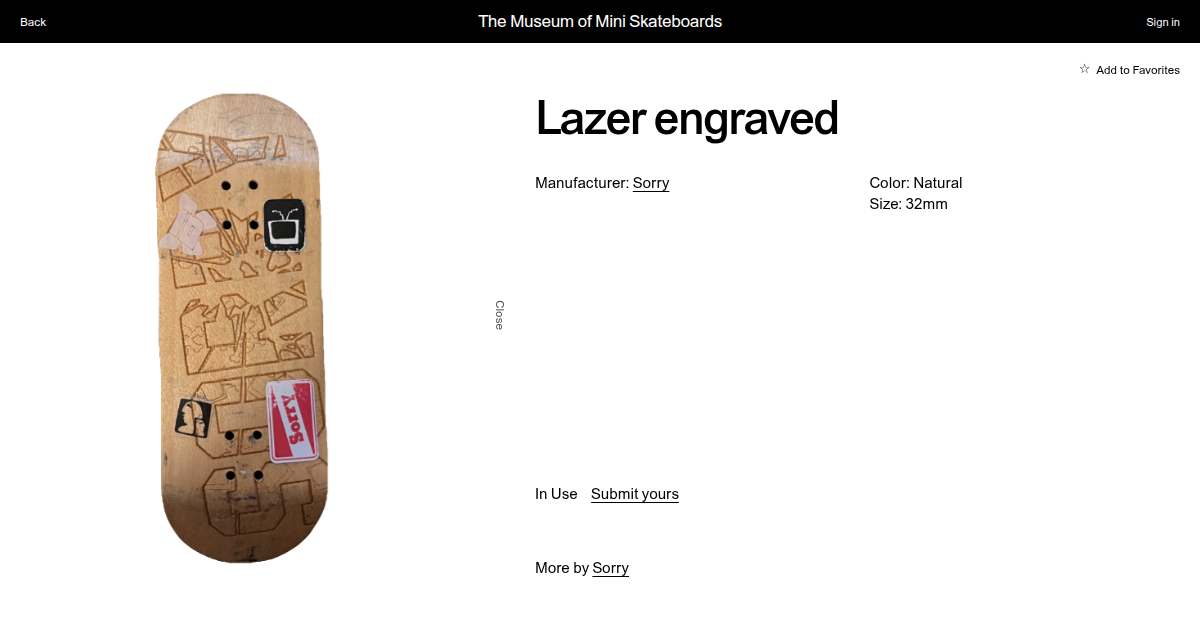 Back
The Museum of Mini Skateboards
Sign in
☆ Add to Favorites
Lazer engraved
Manufacturer: Sorry
Color: Natural
Size: 32mm
Close
Sorry
In Use Submit yours
More by Sorry